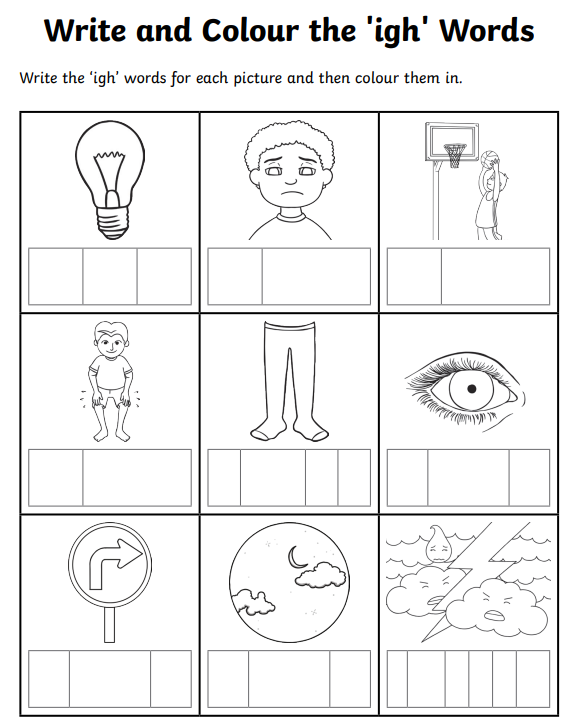 Write and Colour the 'igh' Words
Write the ‘igh’ words for each picture and then colour them in.